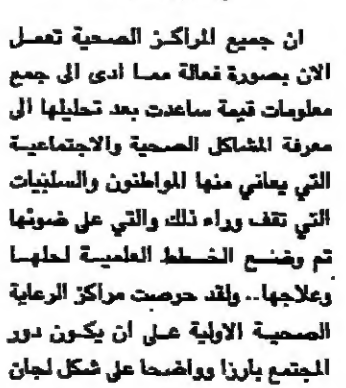 ان جميع المراكز الصحية تعمل
الان بصورة فعالة مما ادى الى جمع
معلومات قيمة ساعدت بعد تحليلها الى
معرفة المشاكل الصحية والاجتماعية
التي يعاني منها المواطنون والسلبيات
التي تقف وراء ذلك والتي على ضوئها
تم وضع الخطط العلمية لحلها
وعلاجها.. ولقد حرصت مراكز الرعاية
الصحية الاولية على ان يكون دور
المجتمع بارزا وواضحا على شكل لجان